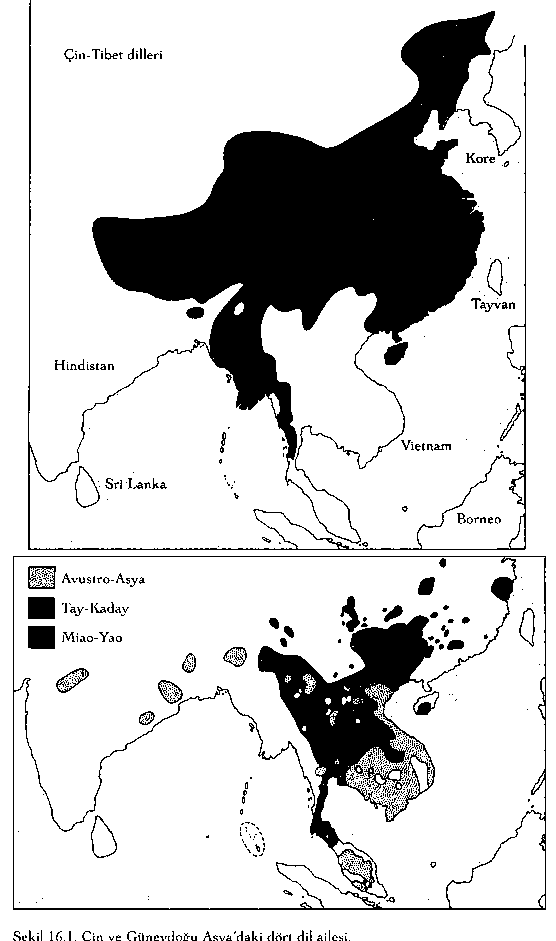 Çin-Tibet dilleri
Kore
Tayvan
Hindistan
Vietnam
Sri Lanka
Borneo
Avustro-Asya
Tay-Kaday
Miao-Yao
Şekil 16.1. Çin ve Güneydoğu Asya'daki dört dil ailesi.